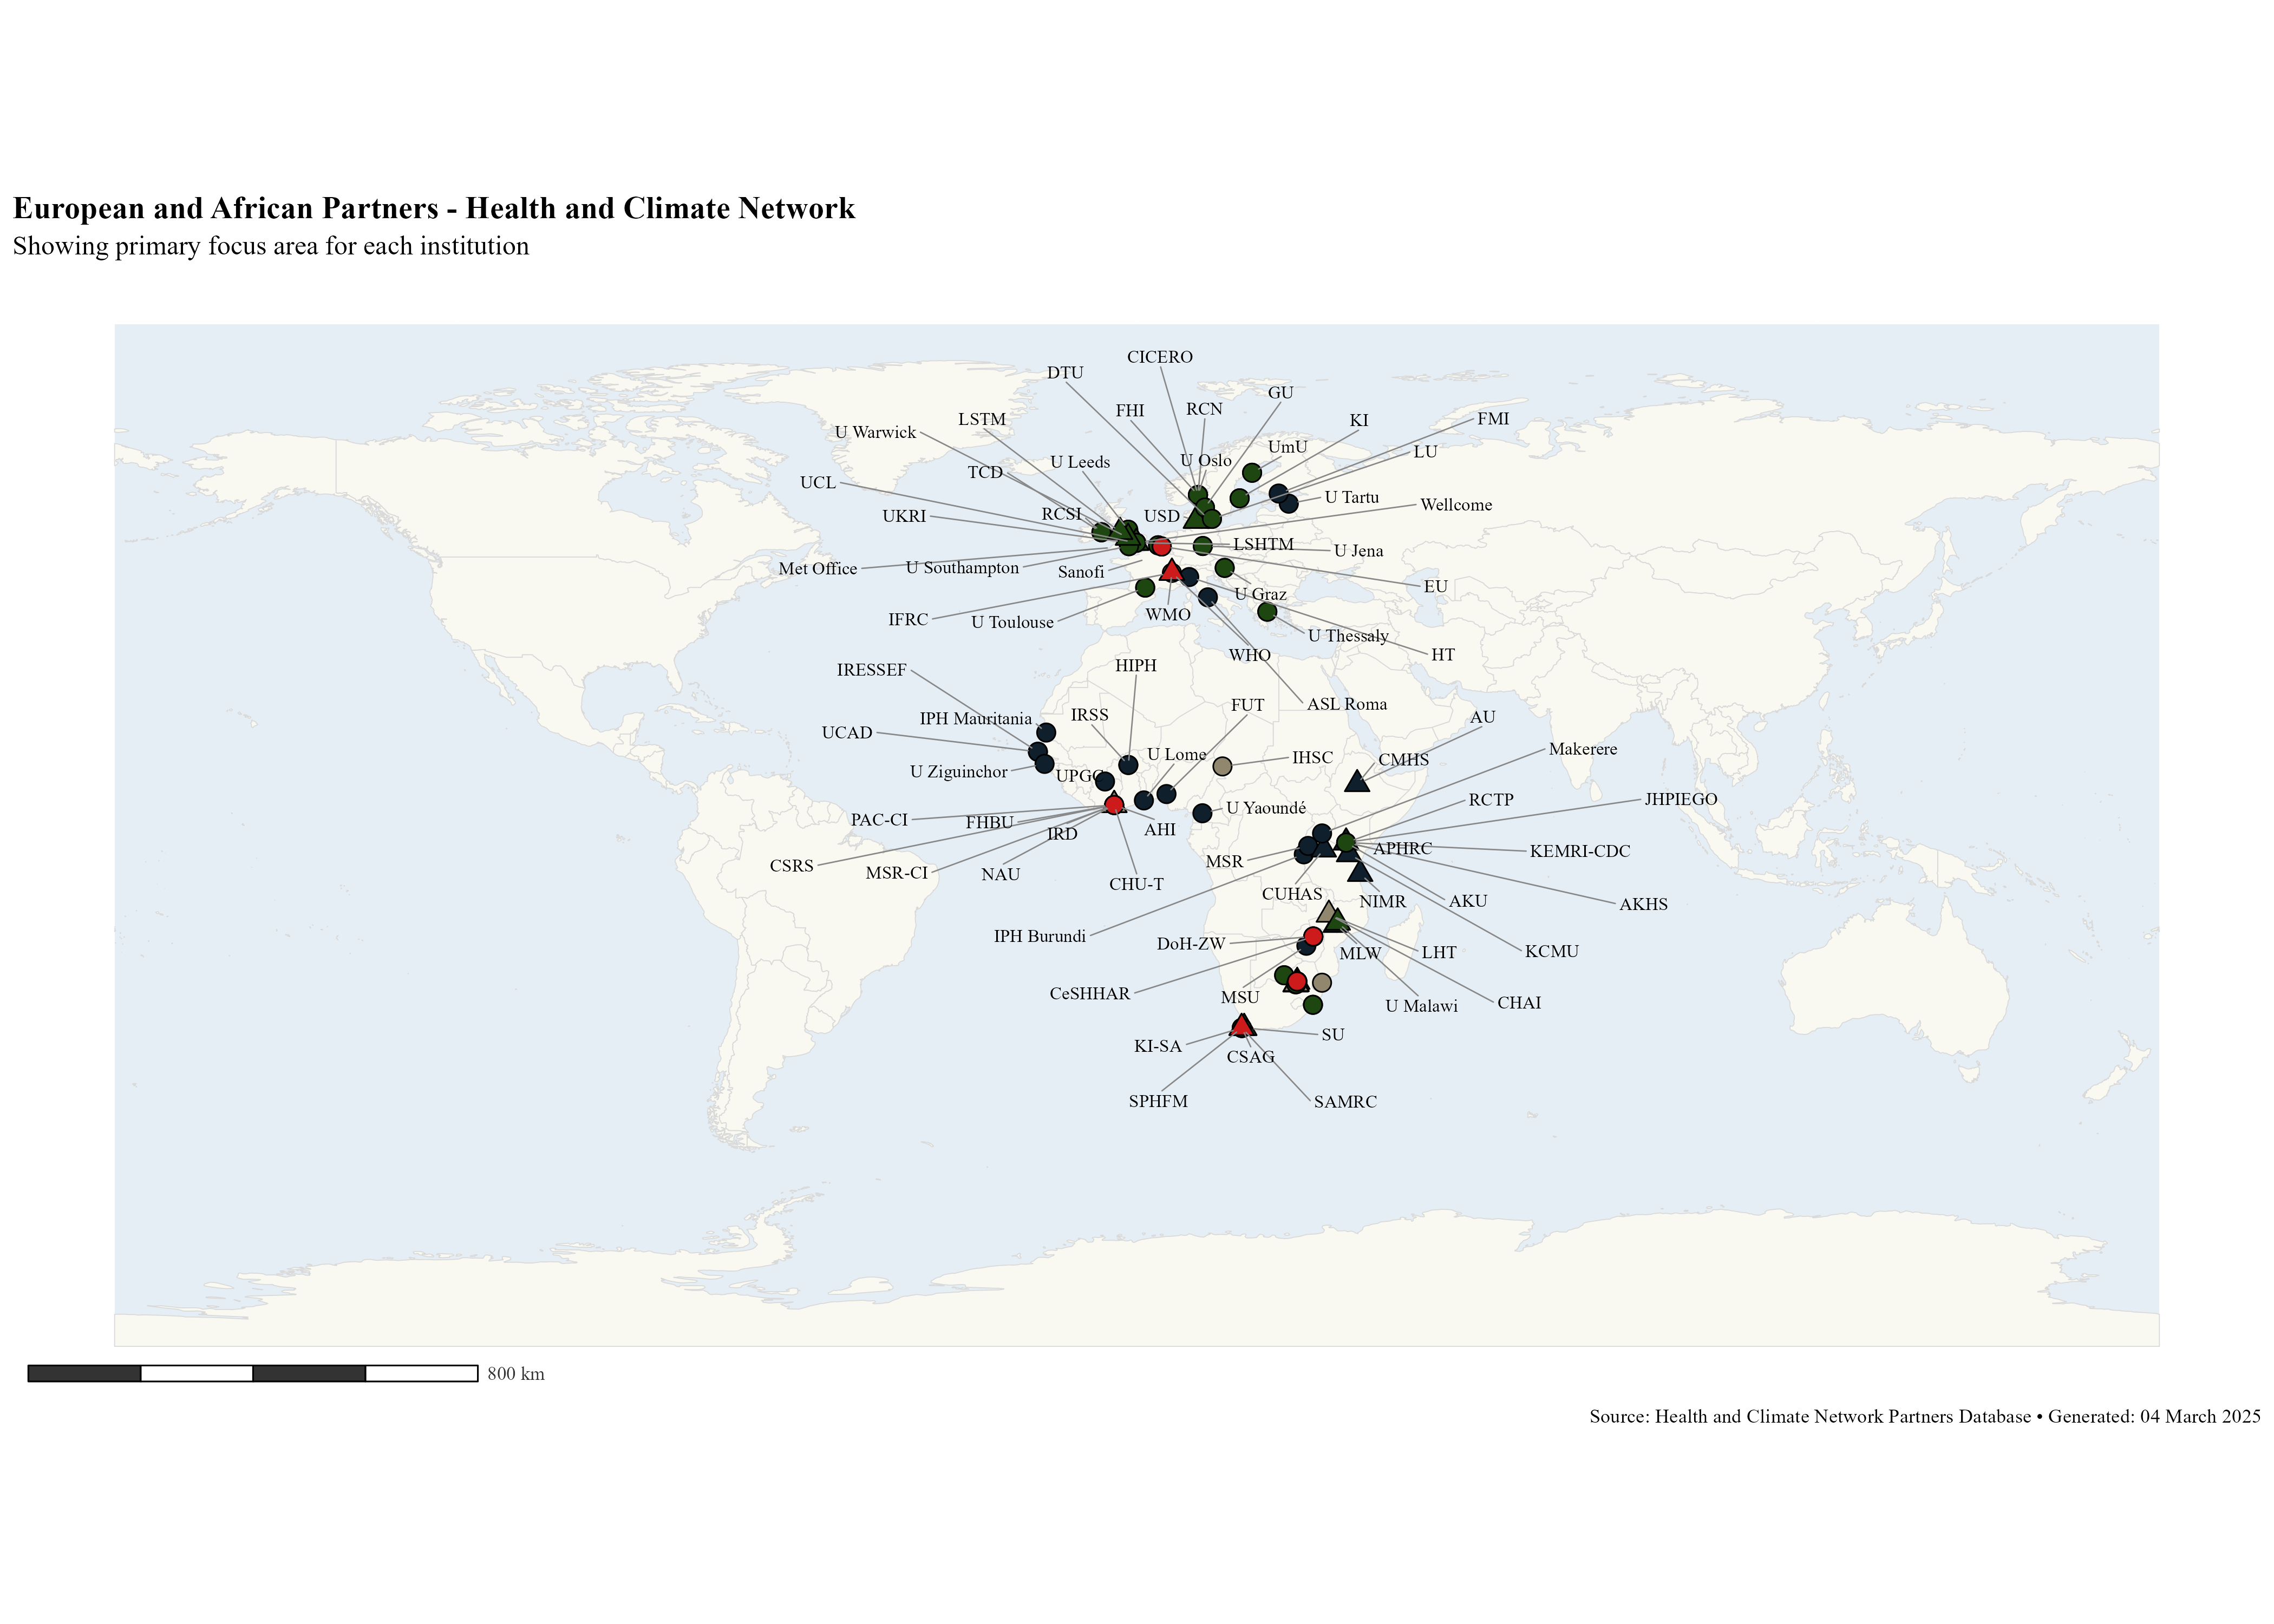 European and African Partners - Health and Climate Network
Showing primary focus area for each institution
CICERO
DTU
GU
FHI
RCN
LSTM
KI
FMI
U Warwick
UmU
LU
U Oslo
U Leeds
TCD
UCL
U Tartu
Wellcome
RCSI
USD
UKRI
LSHTM
U Jena
Met Office
U Southampton
Sanofi
EU
U Graz
WMO
IFRC
U Toulouse
U Thessaly
WHO
HT
HIPH
IRESSEF
ASL Roma
FUT
IRSS
IPH Mauritania
AU
UCAD
Makerere
U Lome
IHSC
CMHS
U Ziguinchor
UPGC
RCTP
JHPIEGO
U Yaoundé
PAC-CI
FHBU
IRD
AHI
APHRC
KEMRI-CDC
MSR
CSRS
MSR-CI
NAU
CHU-T
CUHAS
NIMR
AKU
AKHS
IPH Burundi
DoH-ZW
MLW
LHT
KCMU
CeSHHAR
MSU
U Malawi
CHAI
SU
KI-SA
CSAG
SPHFM
SAMRC
800 km
Source: Health and Climate Network Partners Database • Generated: 04 March 2025